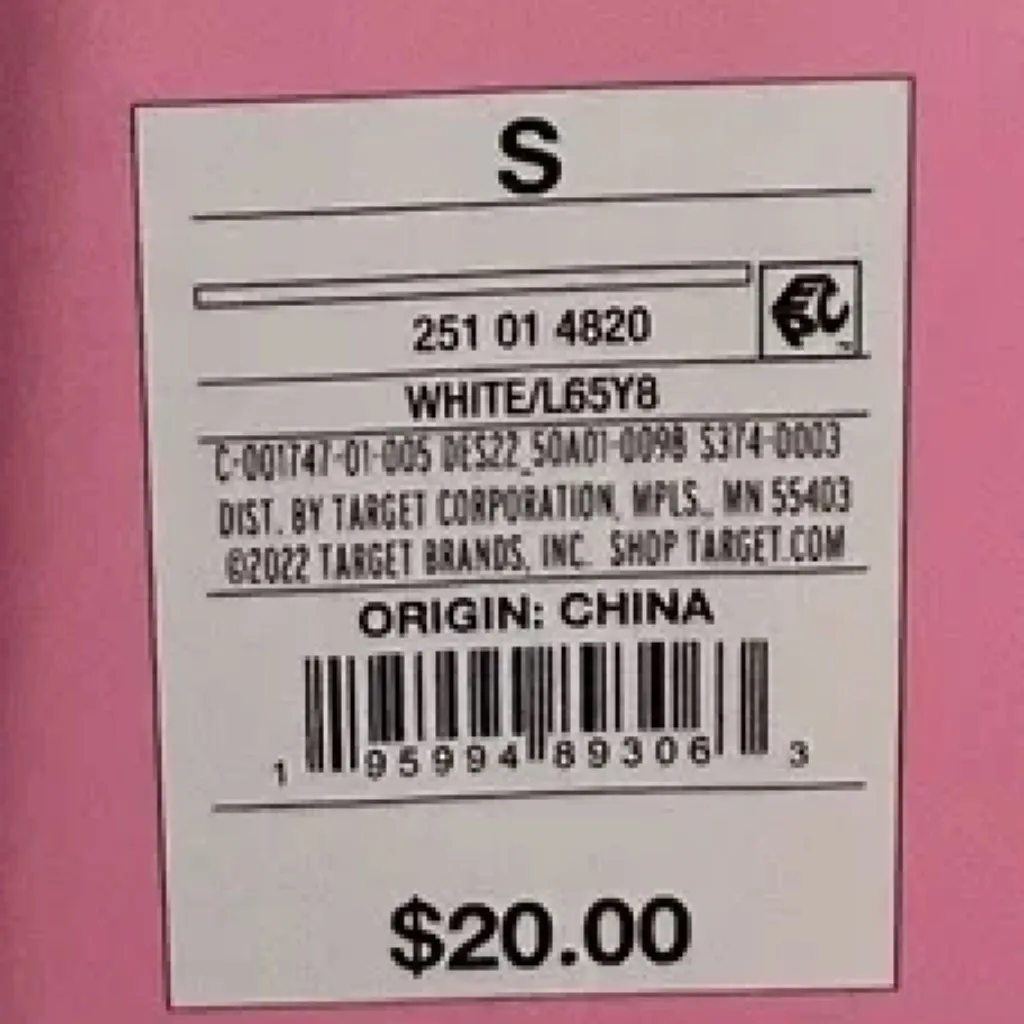 S
251 01 4820
WHITE/L65Y8
C-001747-01-005 DES22_50A01-0098 S374-0003
DIST. BY TARGET CORPORATION, MPLS., MN 55403
©2022 TARGET BRANDS, INC. SHOP TARGET.COM
ORIGIN: CHINA
1 95994 89306 3
$20.00